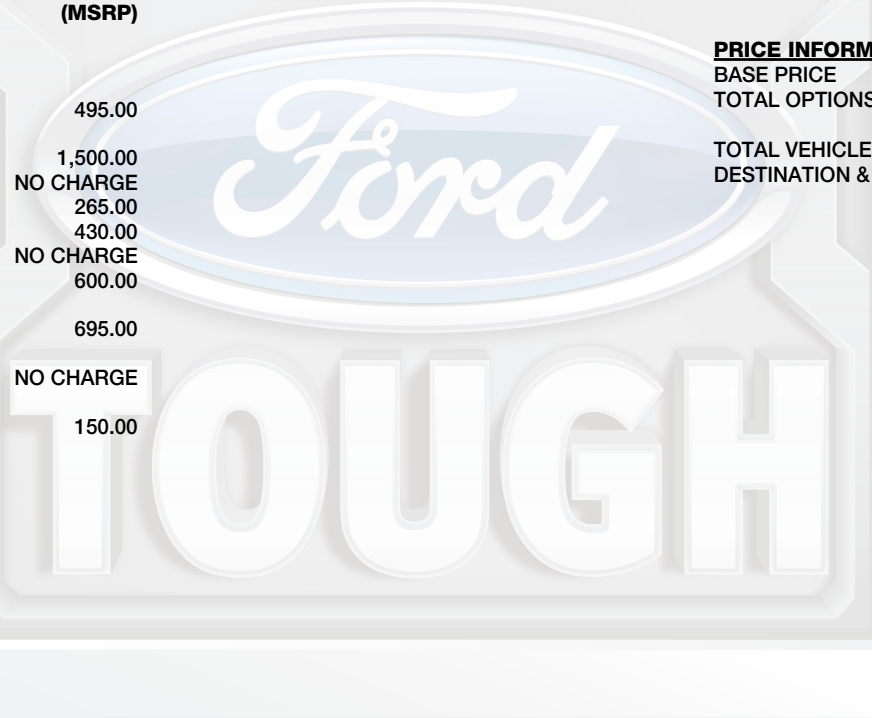 (MSRP)
495.00
1,500.00
NO CHARGE
265.00
430.00
NO CHARGE
600.00
695.00
NO CHARGE
150.00
PRICE INFORM
BASE PRICE
TOTAL OPTIONS
TOTAL VEHICLE
DESTINATION &
Ford
TOUGH